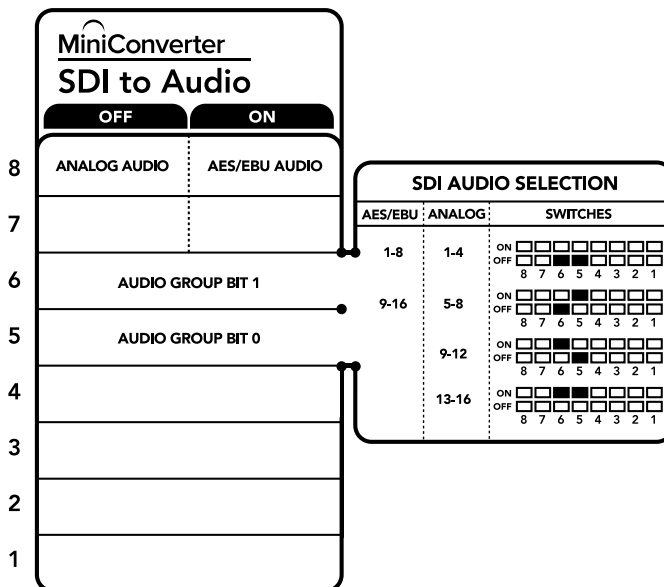 MiniConverter
SDI to Audio
OFF ON
8 ANALOG AUDIO AES/EBU AUDIO
7
6 AUDIO GROUP BIT 1
5 AUDIO GROUP BIT 0
4
3
2
1
SDI AUDIO SELECTION
AES/EBU ANALOG SWITCHES
1-8 1-4 ON
OFF
8 7 6 5 4 3 2 1
9-16 5-8 ON
OFF
8 7 6 5 4 3 2 1
9-12 ON
OFF
8 7 6 5 4 3 2 1
13-16 ON
OFF
8 7 6 5 4 3 2 1